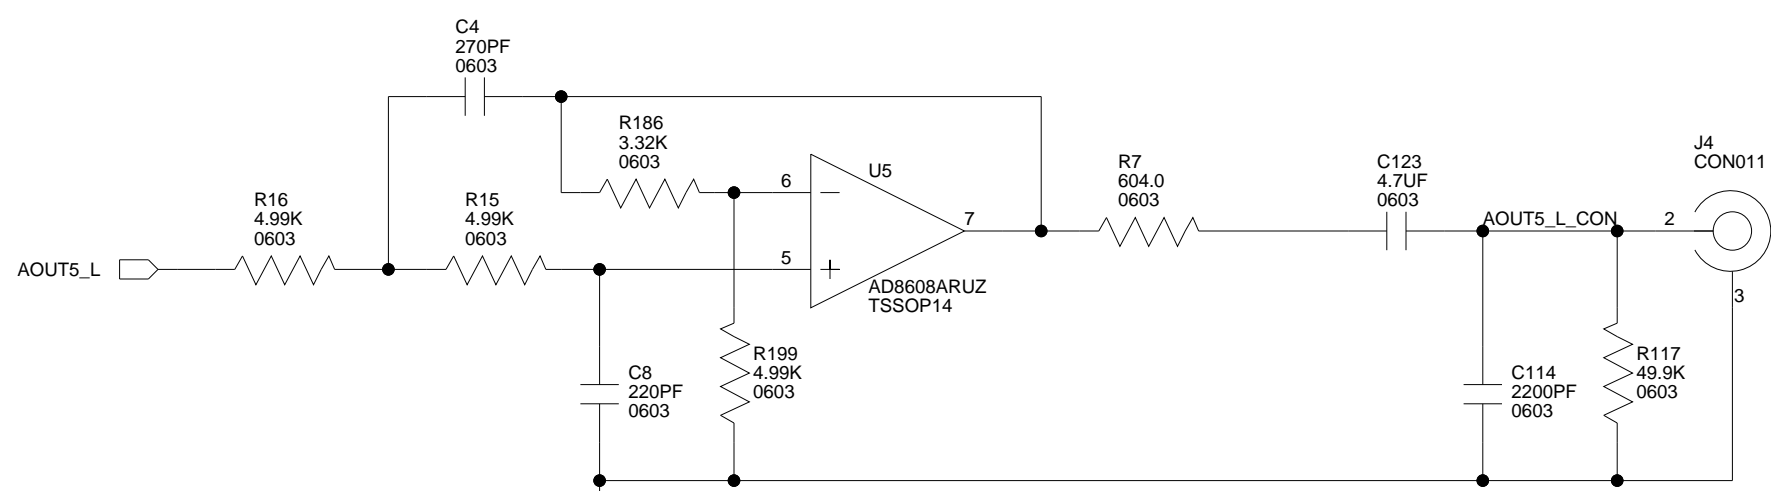 C4
270PF
0603
R186
3.32K
0603
6
U5
R7
604.0
0603
C123
4.7UF
0603
J4
CON011
R16
4.99K
0603
R15
4.99K
0603
7
AOUT5_L_CON
2
AOUT5_L
5
AD8608ARUZ
TSSOP14
3
C8
220PF
0603
R199
4.99K
0603
C114
2200PF
0603
R117
49.9K
0603